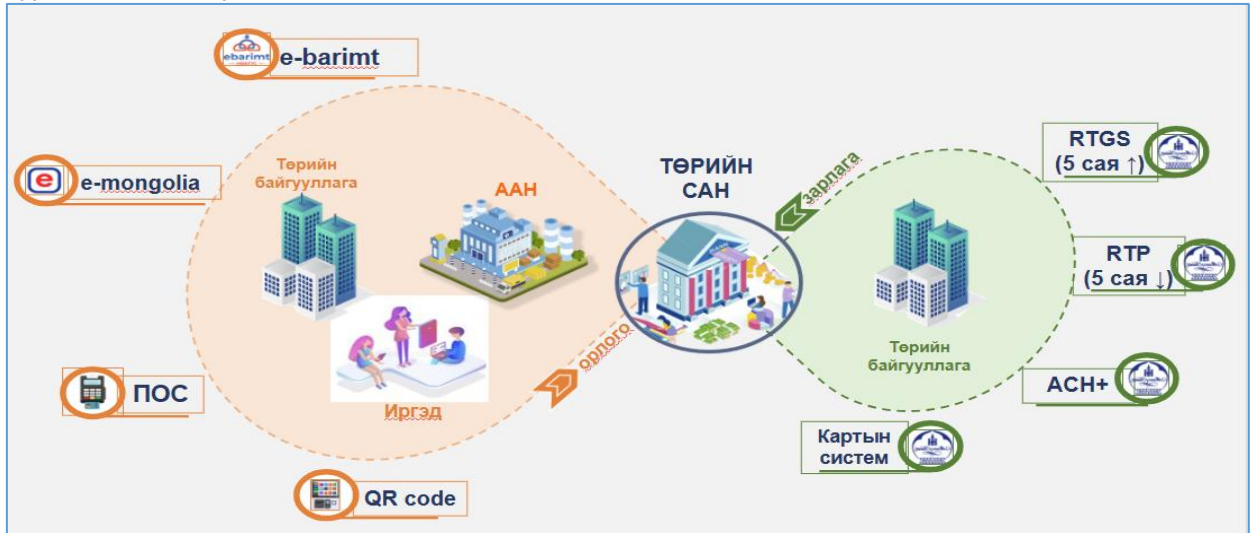 ebarimt
e-barimt
e
e-mongolia
Төрийн
байгууллага
ААН
ТӨРИЙН
САН
зарлага
RTGS
(5 сая ↑)
RTP
(5 сая ↓)
Төрийн
байгууллага
орлого
Иргэд
ПОС
ACH+
Картын
систем
QR code